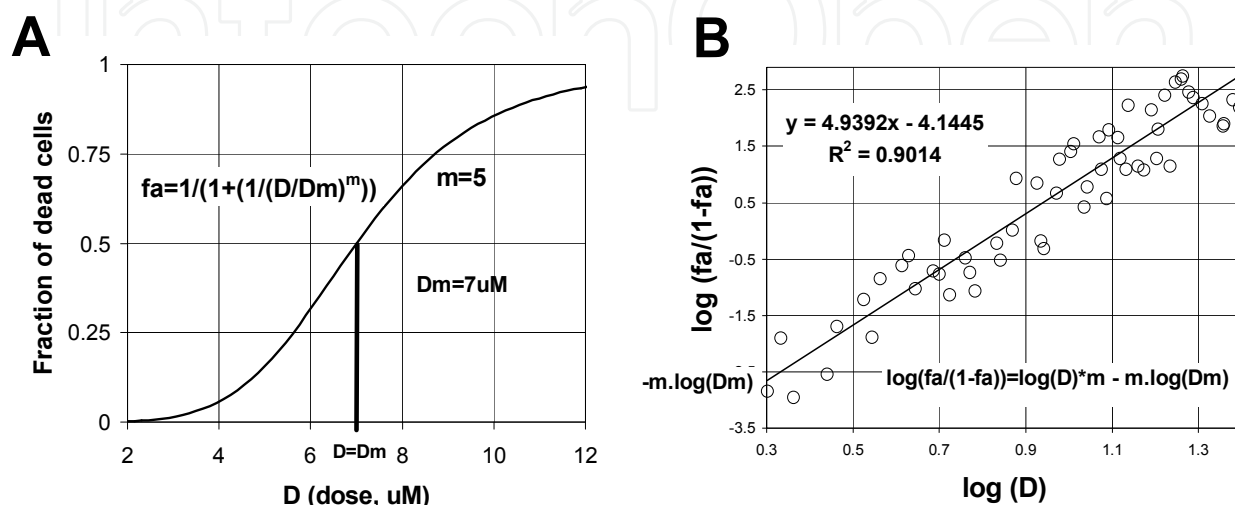 A
1
0.75
0.5
0.25
0
fa=1/(1+(1/(D/Dm)^m))
m=5
Dm=7uM
2
4
6
D=Dm
8
10
12
D (dose, uM)
Fraction of dead cells
B
2.5
1.5
0.5
-0.5
-1.5
-3.5
y = 4.9392x - 4.1445
R² = 0.9014
-m.log(Dm)
log(fa/(1-fa))=log(D)*m - m.log(Dm)
0.3
0.5
0.7
0.9
1.1
1.3
log (D)
log (fa/(1-fa))